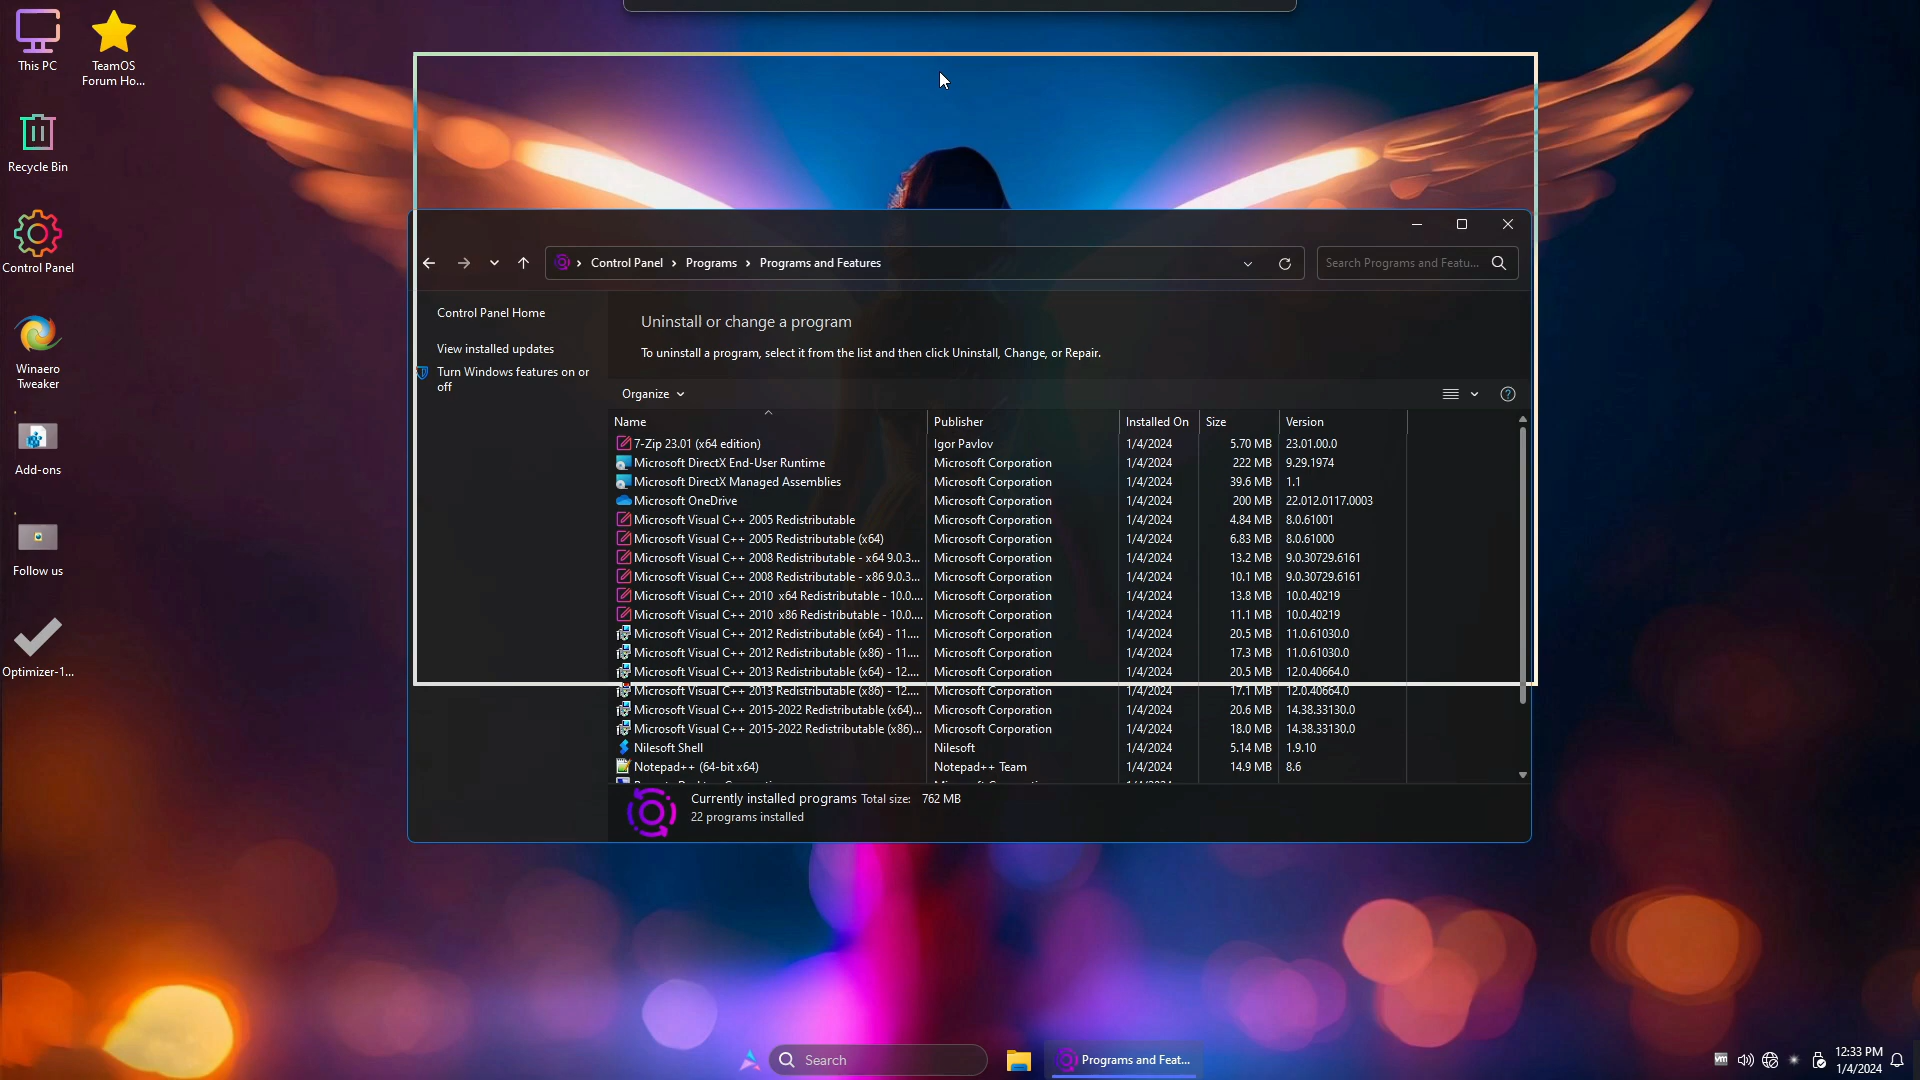 This PC
TeamOS
Forum Ho...
Recycle Bin
Control Panel
Winaero
Tweaker
Add-ons
Follow us
Optimizer-1...
Control Panel > Programs > Programs and Features
Search Programs and Featu...
Control Panel Home
View installed updates
Turn Windows features on or
off
Uninstall or change a program
To uninstall a program, select it from the list and then click Uninstall, Change, or Repair.
Organize
Name Publisher Installed On Size Version
7-Zip 23.01 (x64 edition) Igor Pavlov 1/4/2024 5.70 MB 23.01.00.0
Microsoft DirectX End-User Runtime Microsoft Corporation 1/4/2024 222 MB 9.29.1974
Microsoft DirectX Managed Assemblies Microsoft Corporation 1/4/2024 39.6 MB 1.1
Microsoft OneDrive Microsoft Corporation 1/4/2024 200 MB 22.012.0117.0003
Microsoft Visual C++ 2005 Redistributable Microsoft Corporation 1/4/2024 4.84 MB 8.0.61001
Microsoft Visual C++ 2005 Redistributable (x64) Microsoft Corporation 1/4/2024 6.83 MB 8.0.61000
Microsoft Visual C++ 2008 Redistributable - x64 9.0.3... Microsoft Corporation 1/4/2024 13.2 MB 9.0.30729.6161
Microsoft Visual C++ 2008 Redistributable - x86 9.0.3... Microsoft Corporation 1/4/2024 10.1 MB 9.0.30729.6161
Microsoft Visual C++ 2010 x64 Redistributable - 10.0.... Microsoft Corporation 1/4/2024 13.8 MB 10.0.40219
Microsoft Visual C++ 2010 x86 Redistributable - 10.0.... Microsoft Corporation 1/4/2024 11.1 MB 10.0.40219
Microsoft Visual C++ 2012 Redistributable (x64) - 11.... Microsoft Corporation 1/4/2024 20.5 MB 11.0.61030.0
Microsoft Visual C++ 2012 Redistributable (x86) - 11.... Microsoft Corporation 1/4/2024 17.3 MB 11.0.61030.0
Microsoft Visual C++ 2013 Redistributable (x64) - 12.... Microsoft Corporation 1/4/2024 20.5 MB 12.0.40664.0
Microsoft Visual C++ 2013 Redistributable (x86) - 12.... Microsoft Corporation 1/4/2024 17.1 MB 12.0.40664.0
Microsoft Visual C++ 2015-2022 Redistributable (x64)... Microsoft Corporation 1/4/2024 20.6 MB 14.38.33130.0
Microsoft Visual C++ 2015-2022 Redistributable (x86)... Microsoft Corporation 1/4/2024 18.0 MB 14.38.33130.0
Nilesoft Shell Nilesoft 1/4/2024 5.14 MB 1.9.10
Notepad++ (64-bit x64) Notepad++ Team 1/4/2024 14.9 MB 8.6
Currently installed programs Total size: 762 MB
22 programs installed
Search
Programs and Feat...
vm
12:33 PM
1/4/2024